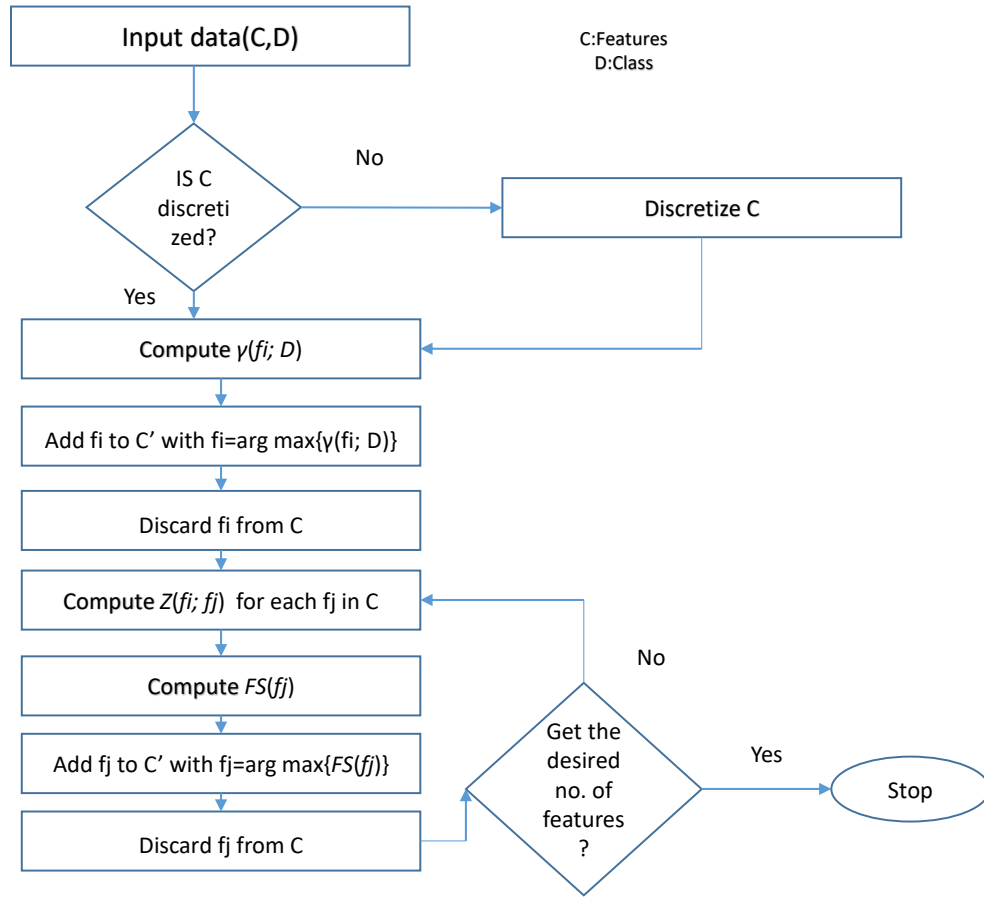 Input data(C,D)
C:Features
D:Class
No
IS C
discreti
zed?
Discretize C
Yes
Compute γ(fi; D)
Add fi to C’ with fi=arg max{γ(fi; D)}
Discard fi from C
Compute Z(fi; fj) for each fj in C
No
Compute FS(fj)
Get the
desired
no. of
features
?
Yes
Stop
Add fj to C’ with fj=arg max{FS(fj)}
Discard fj from C